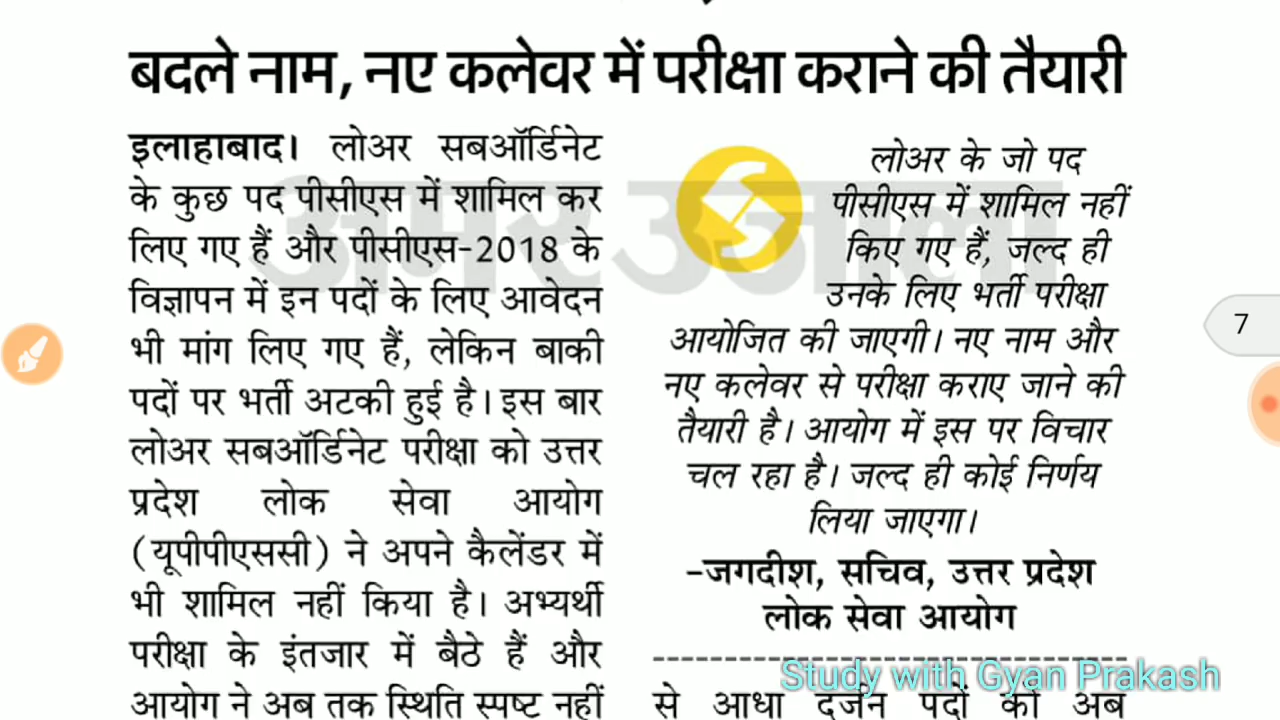 बदले नाम, नए कलेवर में परीक्षा कराने की तैयारी
इलाहाबाद। लोअर सबऑर्डिनेट
के कुछ पद पीसीएस में शामिल कर
लिए गए हैं और पीसीएस-2018 के
विज्ञापन में इन पदों के लिए आवेदन
भी मांग लिए गए हैं, लेकिन बाकी
पदों पर भर्ती अटकी हुई है। इस बार
लोअर सबऑर्डिनेट परीक्षा को उत्तर
प्रदेश लोक सेवा आयोग
(यूपीपीएससी) ने अपने कैलेंडर में
भी शामिल नहीं किया है। अभ्यर्थी
परीक्षा के इंतजार में बैठे हैं और
आयोग ने अब तक स्थिति स्पष्ट नहीं
लोअर के जो पद
पीसीएस में शामिल नहीं
किए गए हैं, जल्द ही
उनके लिए भर्ती परीक्षा
आयोजित की जाएगी। नए नाम और
नए कलेवर से परीक्षा कराए जाने की
तैयारी है। आयोग में इस पर विचार
चल रहा है। जल्द ही कोई निर्णय
लिया जाएगा।
-जगदीश, सचिव, उत्तर प्रदेश
लोक सेवा आयोग
से आधा दर्जन पदों को अब
अमर उजाला
7
Study with Gyan Prakash